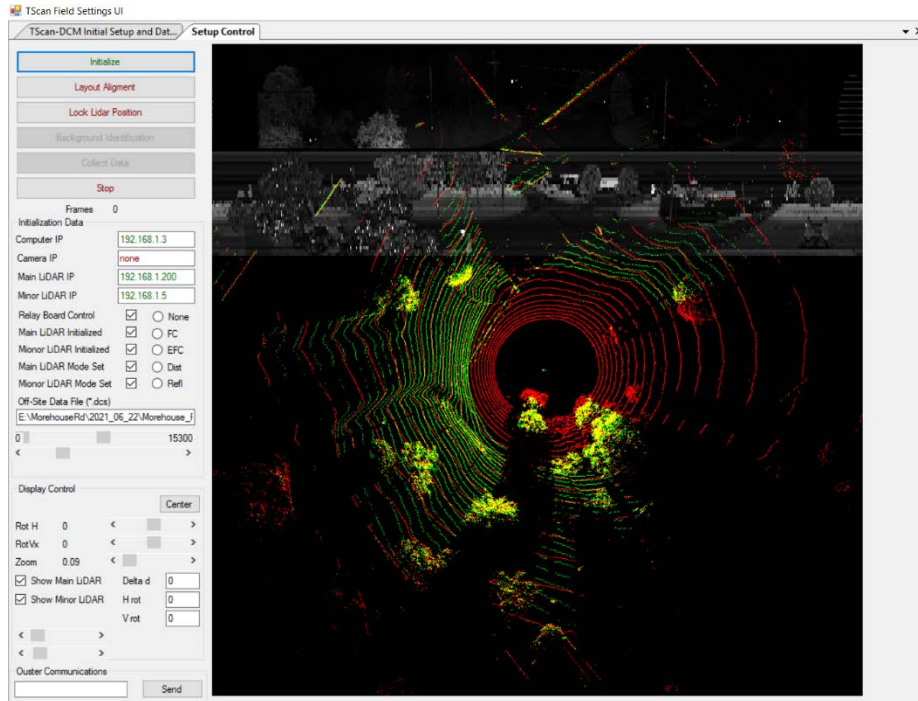 TScan Field Settings UI
TScan-DCM Initial Setup and Dat... Setup Control
Initialize
Layout Aligment
Lock Lidar Position
Background Identification
Collect Data
Stop
Frames 0
Initialization Data
Computer IP 192.168.1.3
Camera IP none
Main LiDAR IP 192.168.1.200
Minor LiDAR IP 192.168.1.5
Relay Board Control None
Main LiDAR Initialized FC
Mionor LiDAR Initialized EFC
Main LiDAR Mode Set Dist
Mionor LiDAR Mode Set Refl
Off-Site Data File (*.dcs)
E:\MorehouseRd\2021_06_22\Morehouse_F
0 15300
Display Control
Center
Rot H 0
RotVx 0
Zoom 0.09
Show Main LiDAR Delta d 0
Show Minor LiDAR H rot 0
V rot 0
Ouster Communications
Send